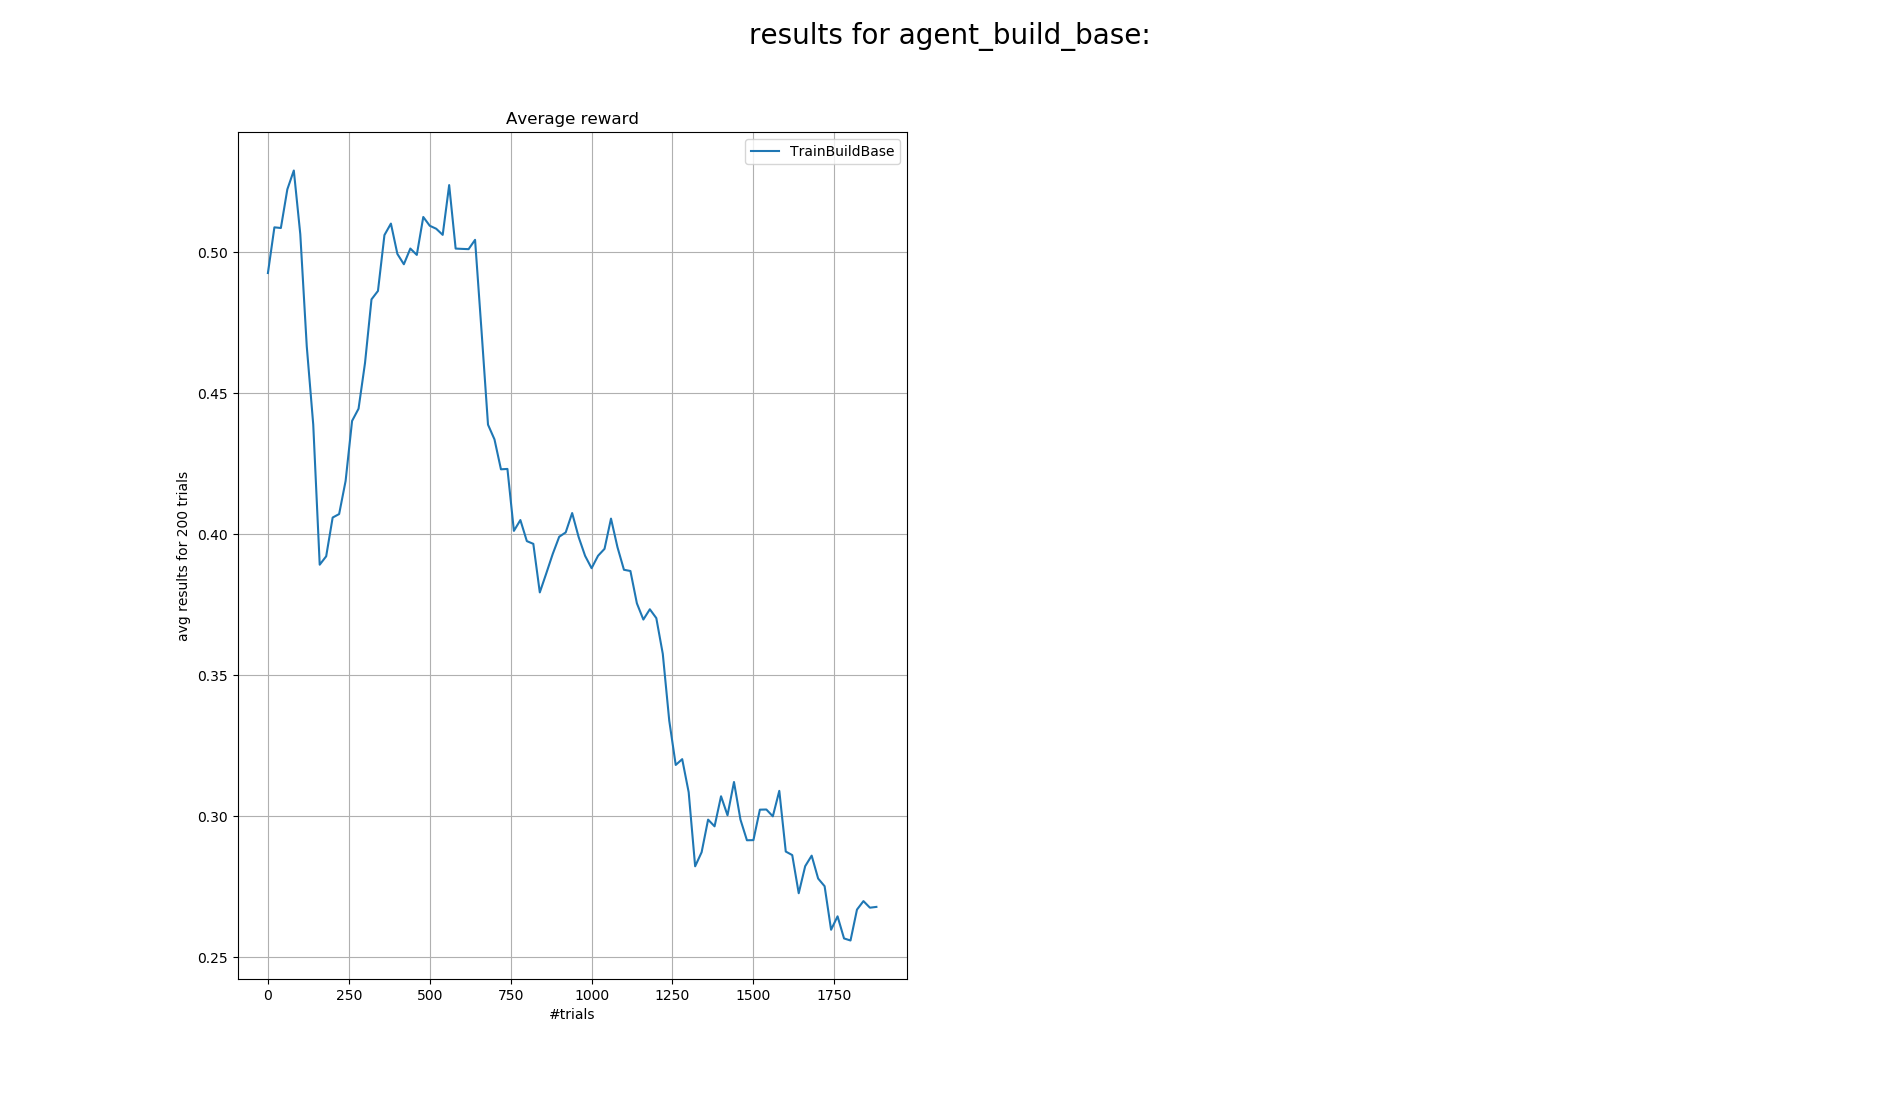 results for agent_build_base:
Average reward
TrainBuildBase
0.50
0.45
0.40
0.35
0.30
0.25
avg results for 200 trials
0 250 500 750 1000 1250 1500 1750
#trials